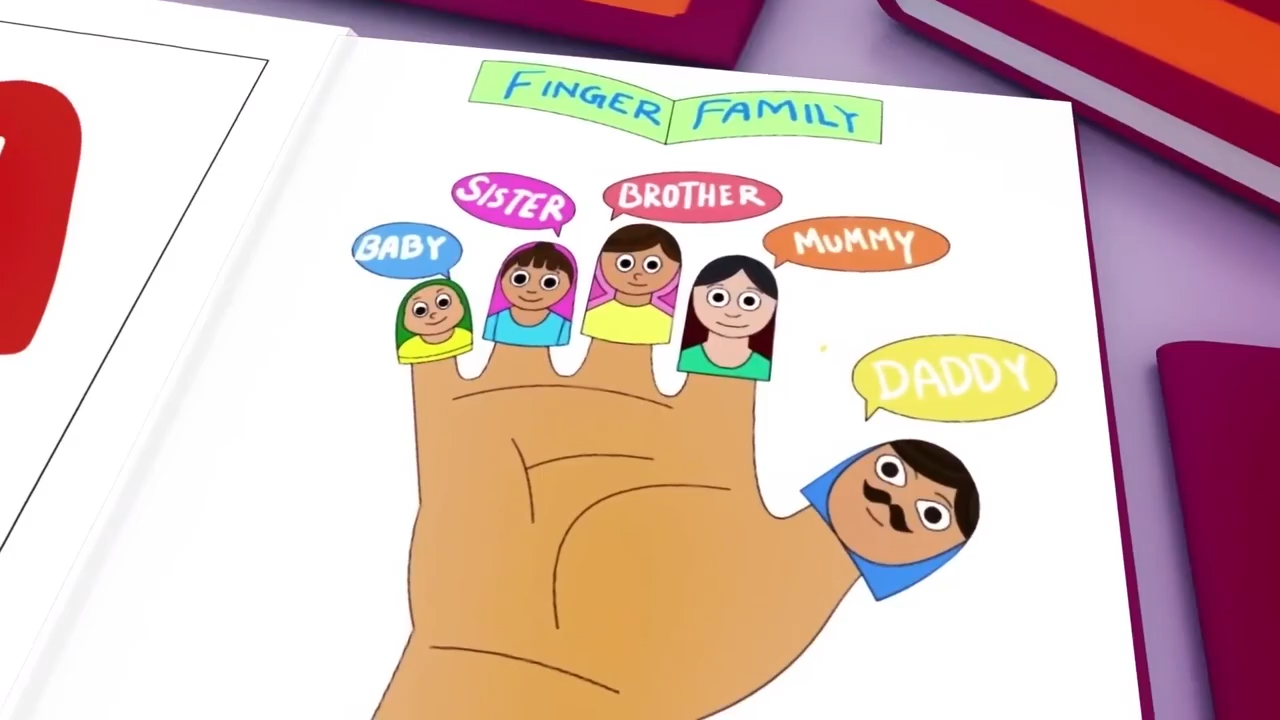 FINGER FAMILY
SISTER
BROTHER
BABY
MUMMY
DADDY